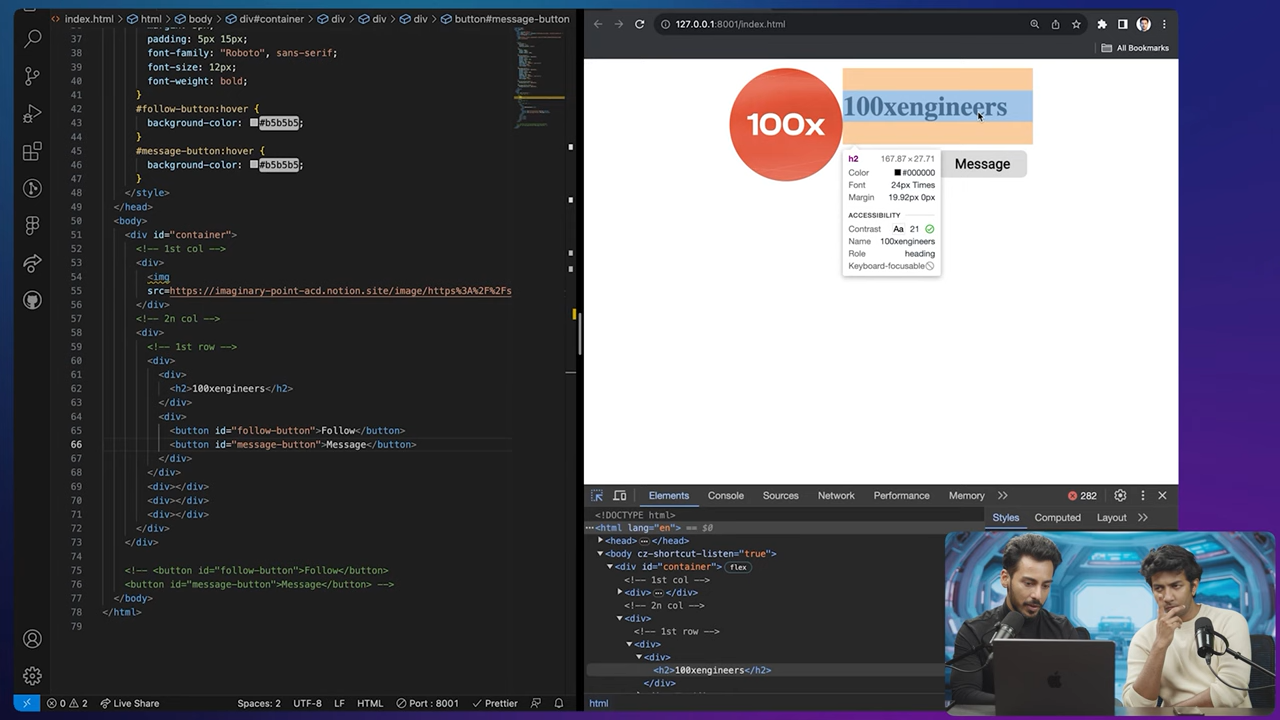 index.html > html > body > div#container > div > div > div > button#message-button
37 padding: 5px 15px;
38 font-family: "Roboto", sans-serif;
39 font-size: 12px;
40 font-weight: bold;
41 }
42 #follow-button:hover {
43 background-color: #b5b5b5;
44 }
45 #message-button:hover {
46 background-color: #b5b5b5;
47 }
48 </style>
49 </head>
50 <body>
51 <div id="container">
52 <!-- 1st col -->
53 <div>
54 <img
55 src=https://imaginary-point-acd.notion.site/image/https%3A%2F%2Fs
56 </div>
57 <!-- 2n col -->
58 <div>
59 <!-- 1st row -->
60 <div>
61 <div>
62 <h2>100xengineers</h2>
63 </div>
64 <div>
65 <button id="follow-button">Follow</button>
66 <button id="message-button">Message</button>
67 </div>
68 </div>
69 <div></div>
70 <div></div>
71 <div></div>
72 </div>
73 </div>
74
75 <!-- <button id="follow-button">Follow</button>
76 <button id="message-button">Message</button> -->
77 </body>
78 </html>
79
0 2 Live Share Spaces: 2 UTF-8 LF HTML Port : 8001 Prettier
127.0.0.1:8001/index.html
All Bookmarks
100x
100xengineers
Message
h2 167.87 × 27.71
Color #000000
Font 24px Times
Margin 19.92px 0px
ACCESSIBILITY
Contrast Aa 21
Name 100xengineers
Role heading
Keyboard-focusable
Elements Console Sources Network Performance Memory 282
<!DOCTYPE html>
<html lang="en"> == $0
<head> </head>
<body cz-shortcut-listen="true">
<div id="container"> flex
<!-- 1st col -->
<div> </div>
<!-- 2n col -->
<div>
<!-- 1st row -->
<div>
<div>
<h2>100xengineers</h2>
</div>
html
Styles Computed Layout